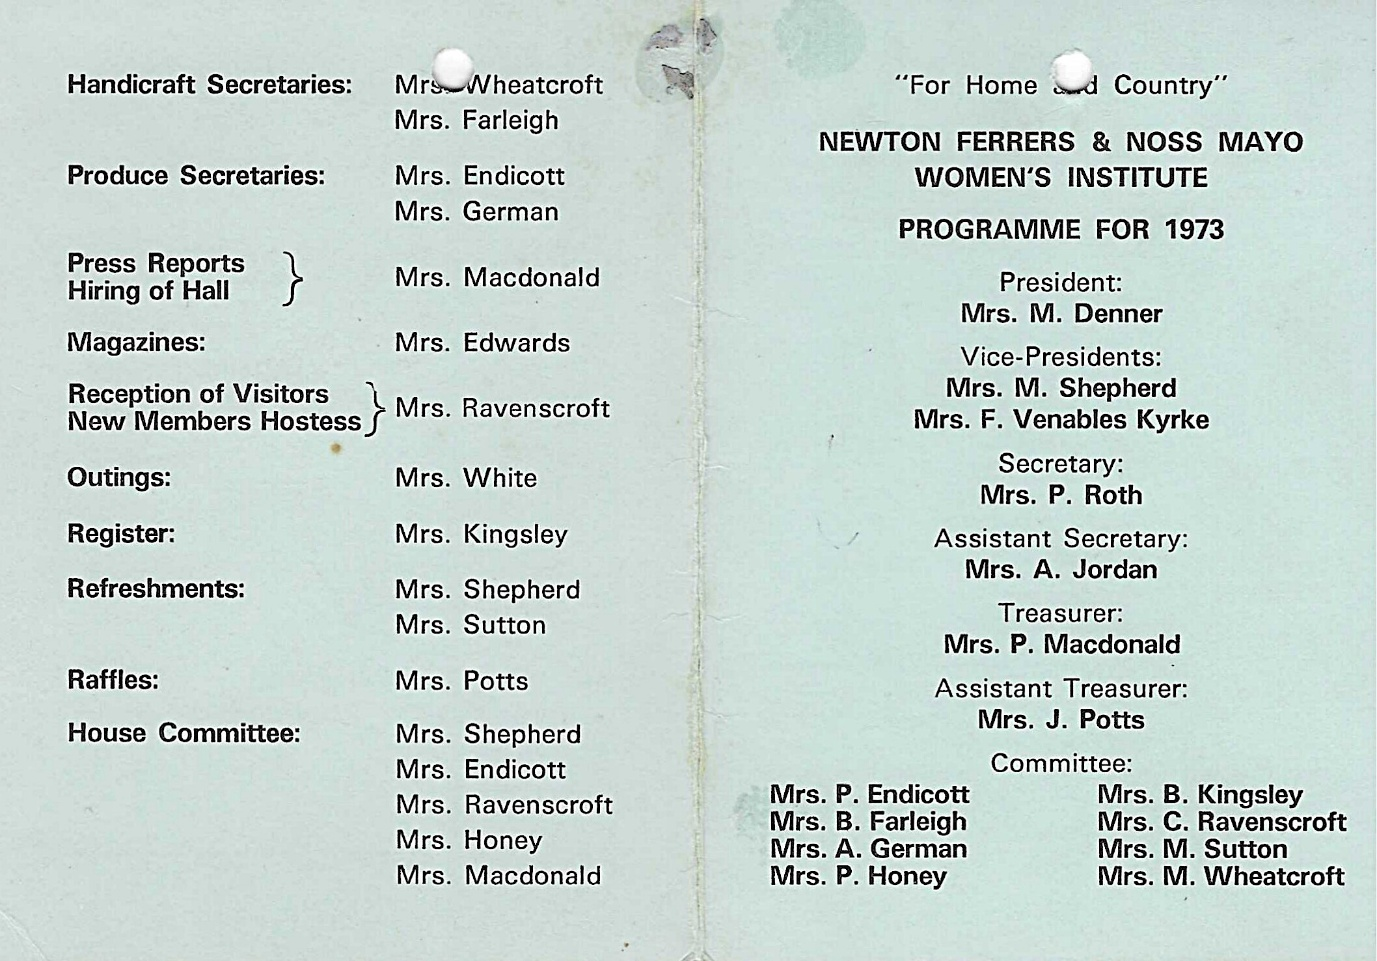 Handicraft Secretaries: Mrs. Wheatcroft
Mrs. Farleigh
Produce Secretaries: Mrs. Endicott
Mrs. German
Press Reports
Hiring of Hall } Mrs. Macdonald
Magazines: Mrs. Edwards
Reception of Visitors
New Members Hostess } Mrs. Ravenscroft
Outings: Mrs. White
Register: Mrs. Kingsley
Refreshments: Mrs. Shepherd
Mrs. Sutton
Raffles: Mrs. Potts
House Committee: Mrs. Shepherd
Mrs. Endicott
Mrs. Ravenscroft
Mrs. Honey
Mrs. Macdonald
"For Home and Country"
NEWTON FERRERS & NOSS MAYO
WOMEN'S INSTITUTE
PROGRAMME FOR 1973
President:
Mrs. M. Denner
Vice-Presidents:
Mrs. M. Shepherd
Mrs. F. Venables Kyrke
Secretary:
Mrs. P. Roth
Assistant Secretary:
Mrs. A. Jordan
Treasurer:
Mrs. P. Macdonald
Assistant Treasurer:
Mrs. J. Potts
Committee:
Mrs. P. Endicott Mrs. B. Kingsley
Mrs. B. Farleigh Mrs. C. Ravenscroft
Mrs. A. German Mrs. M. Sutton
Mrs. P. Honey Mrs. M. Wheatcroft